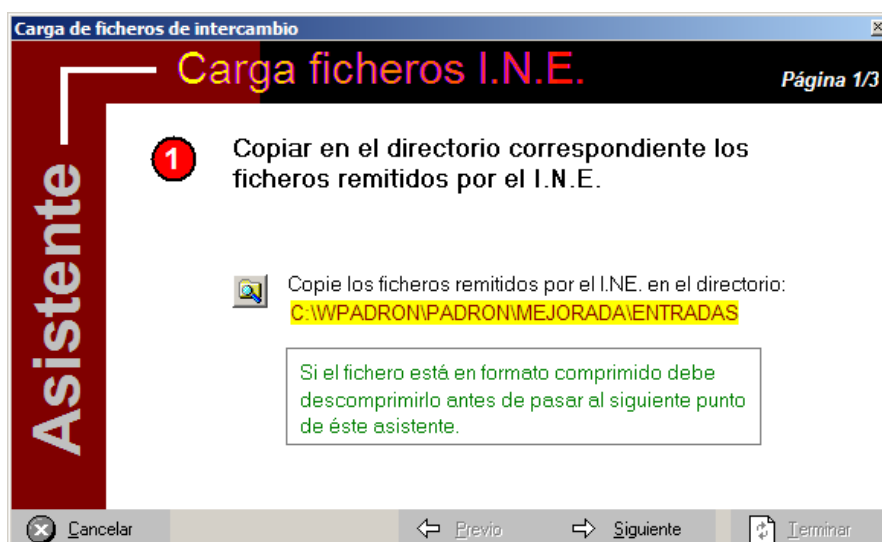 Carga de ficheros de intercambio
Carga ficheros I.N.E.
Página 1/3
Asistente
1
Copiar en el directorio correspondiente los
ficheros remitidos por el I.N.E.
Copie los ficheros remitidos por el I.NE. en el directorio:
C:\WPADRON\PADRON\MEJORADA\ENTRADAS
Si el fichero está en formato comprimido debe
descomprimirlo antes de pasar al siguiente punto
de éste asistente.
Cancelar
Previo
Siguiente
Terminar